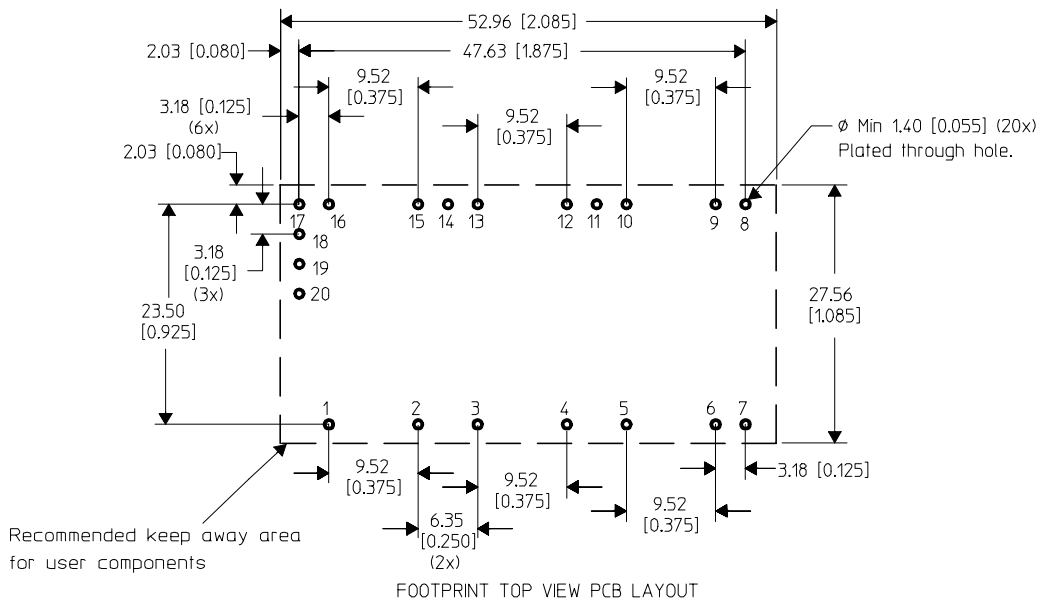 52.96 [2.085]
2.03 [0.080]
47.63 [1.875]
9.52
[0.375]
9.52
[0.375]
3.18 [0.125]
(6x)
9.52
[0.375]
ø Min 1.40 [0.055] (20x)
Plated through hole.
2.03 [0.080]
17 16 15 14 13 12 11 10 9 8
18
3.18
[0.125]
(3x)
19
20
23.50
[0.925]
27.56
[1.085]
1 2 3 4 5 6 7
9.52
[0.375]
9.52
[0.375]
3.18 [0.125]
6.35
[0.250]
(2x)
9.52
[0.375]
Recommended keep away area
for user components
FOOTPRINT TOP VIEW PCB LAYOUT